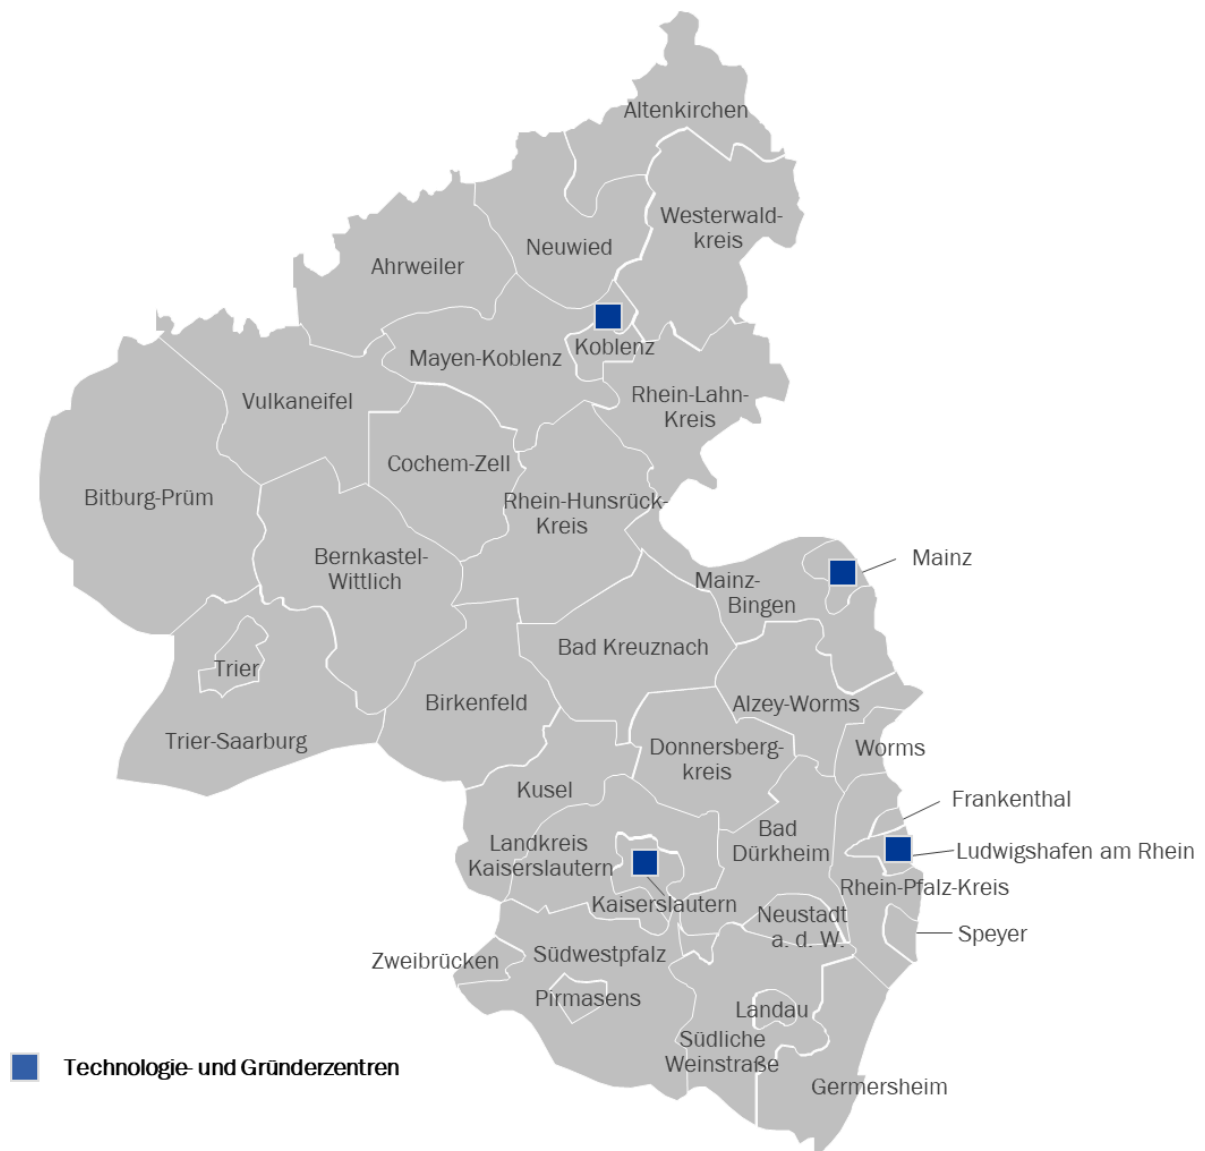 Altenkirchen
Westerwald-
kreis
Neuwied
Ahrweiler
Koblenz
Mayen-Koblenz
Rhein-Lahn-
Kreis
Vulkaneifel
Cochem-Zell
Bitburg-Prüm
Rhein-Hunsrück-
Kreis
Bernkastel-
Wittlich
Mainz
Mainz-
Bingen
Bad Kreuznach
Trier
Birkenfeld
Alzey-Worms
Trier-Saarburg
Donnersberg-
kreis
Worms
Kusel
Frankenthal
Bad
Dürkheim
Landkreis
Kaiserslautern
Ludwigshafen am Rhein
Rhein-Pfalz-Kreis
Kaiserslautern
Neustadt
a. d. W.
Speyer
Südwestpfalz
Zweibrücken
Pirmasens
Landau
Südliche
Weinstraße
Germersheim
Technologie- und Gründerzentren